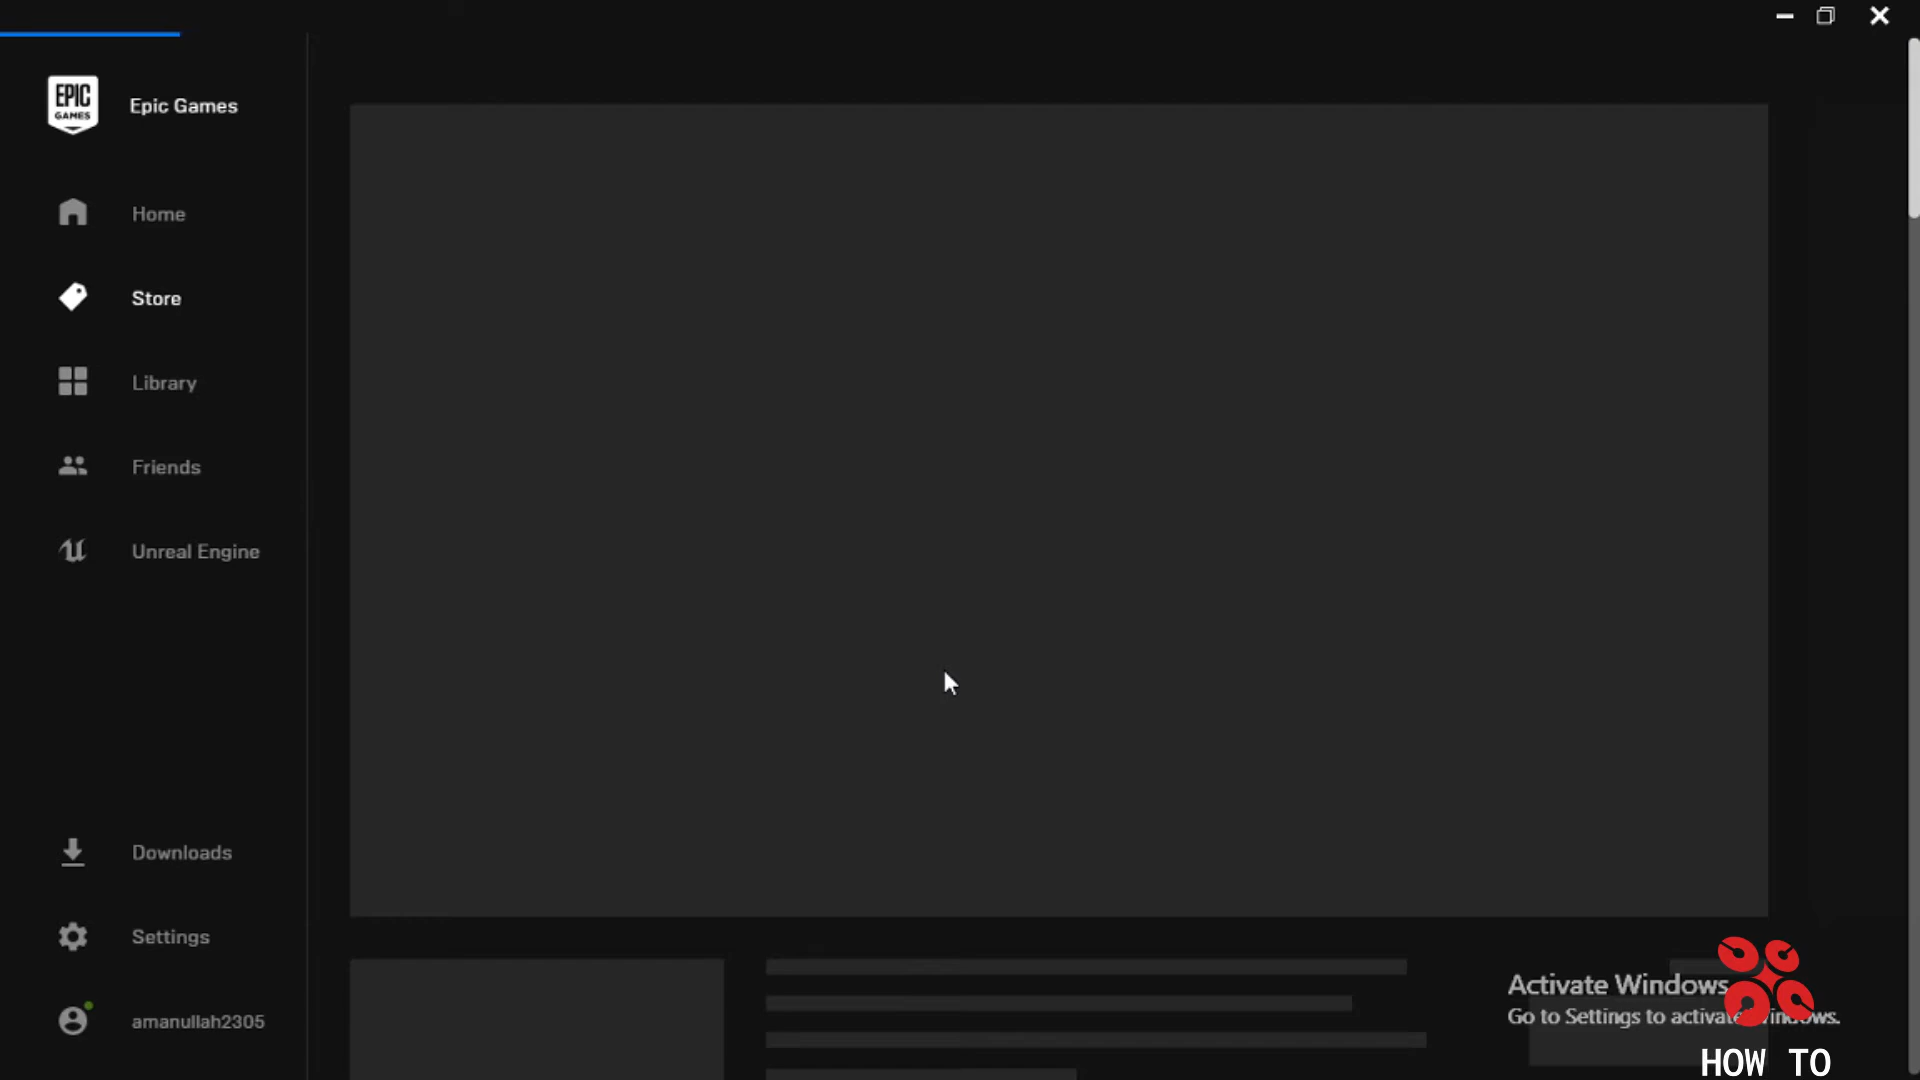 EPIC
GAMES
Epic Games
Home
Store
Library
Friends
Unreal Engine
Downloads
Settings
amanullah2305
Activate Windows
Go to Settings to activate Windows.
HOW TO